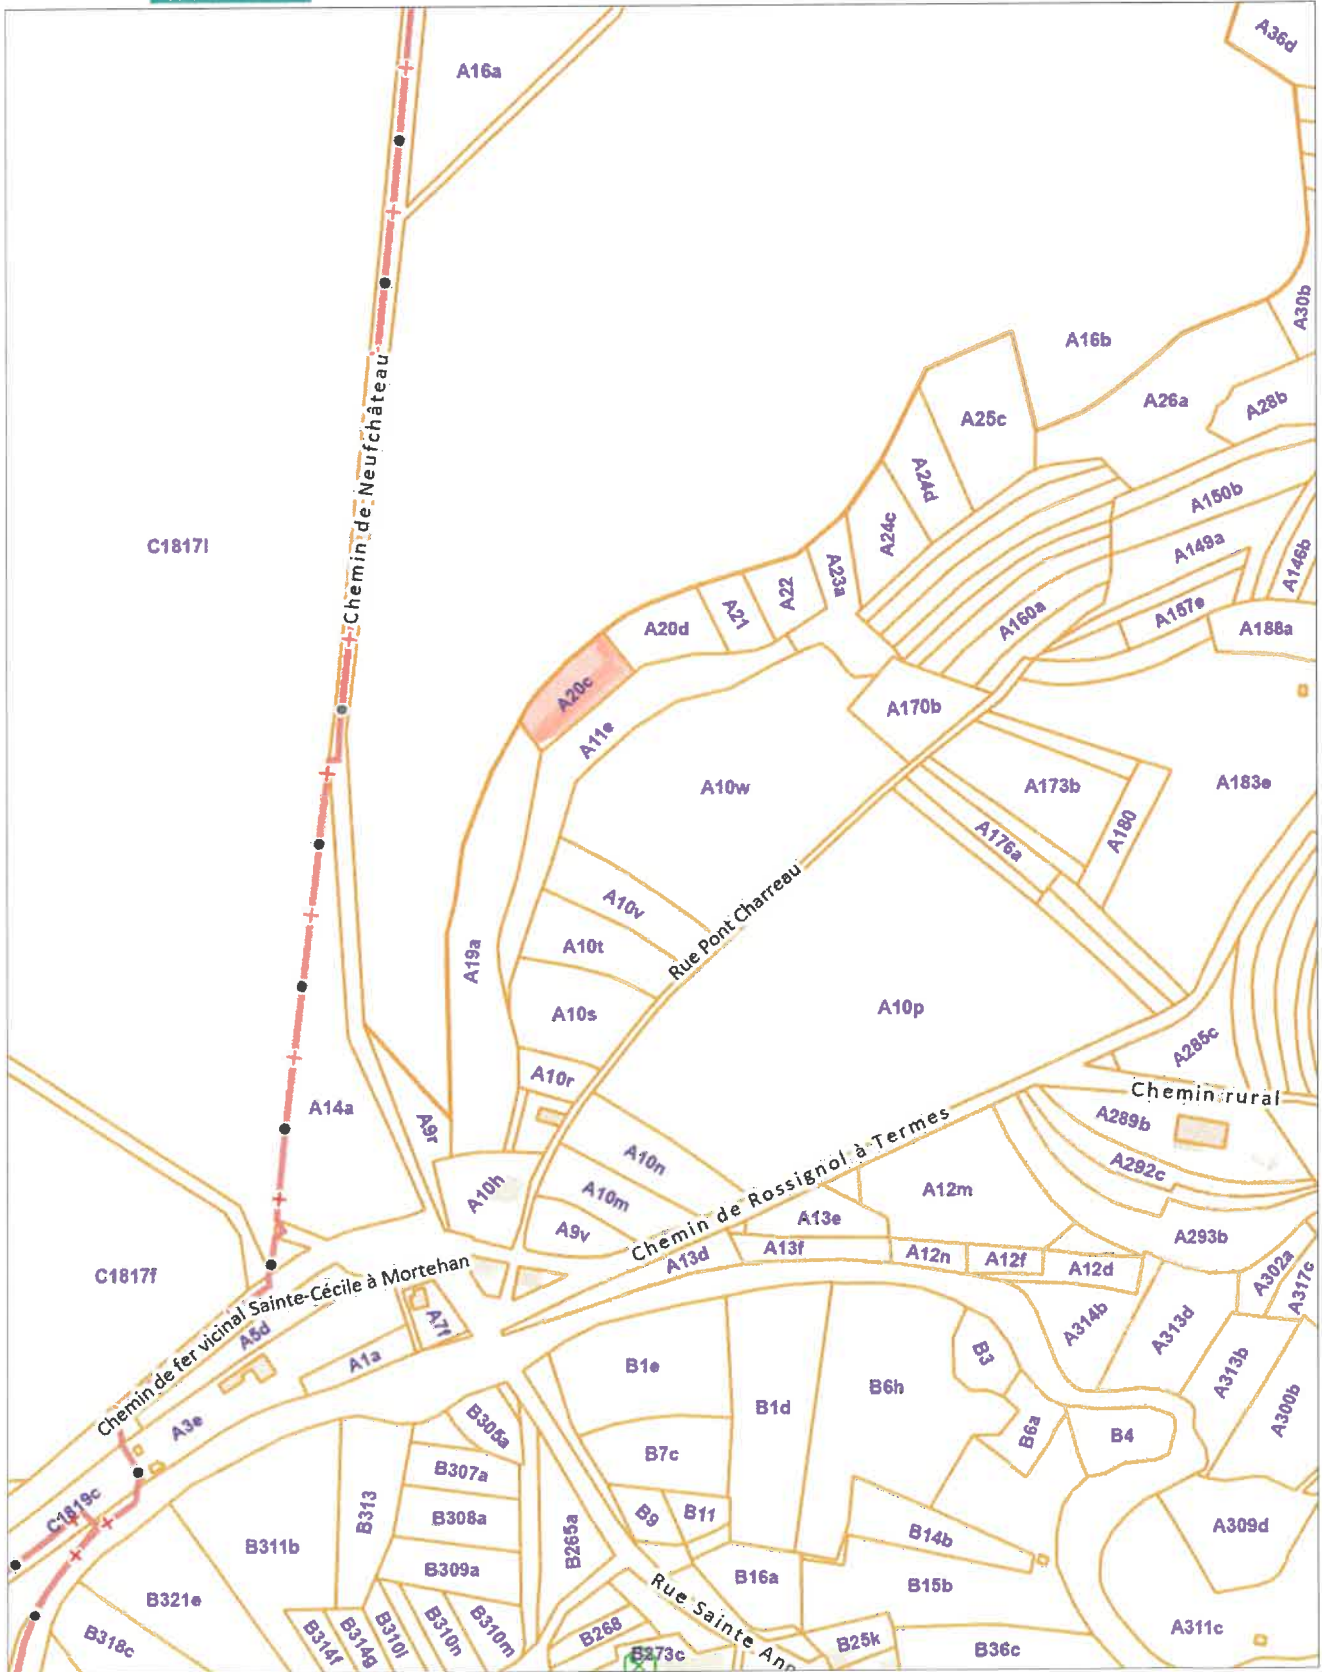 A36d
A16a
A30b
A16b
A26a
A28b
A25c
A24d
A150b
Chemin de Neufchâteau
C1817l
A24c
A149a
A146b
A23a
A22
A21
A20d
A160a
A157e
A188a
A20c
A170b
A11e
A10w
A173b
A183e
A180
A176a
A10v
Rue Pont Charreau
A19a
A10t
A10s
A10p
A285c
A10r
Chemin rural
A14a
A9r
A289b
A10n
A292c
A10h
A10m
A12m
Chemin de Rossignol à Termes
A13e
A9v
A293b
A13f
A13d
A12n
A12f
A12d
A302a
A317c
C1817f
Chemin de fer vicinal Sainte-Cécile à Mortehan
A5d
A7f
A314b
A313d
A1a
B1e
B3
B6h
A313b
A300b
B1d
A3e
B305a
B6a
B4
B7c
B307a
C1819c
B313
B308a
B9
B11
B265a
A309d
B14b
B311b
B309a
B16a
B15b
B321e
Rue Sainte Ann
B318c
B314f
B314g
B310l
B310n
B310m
B268
B273c
B25k
B36c
A311c